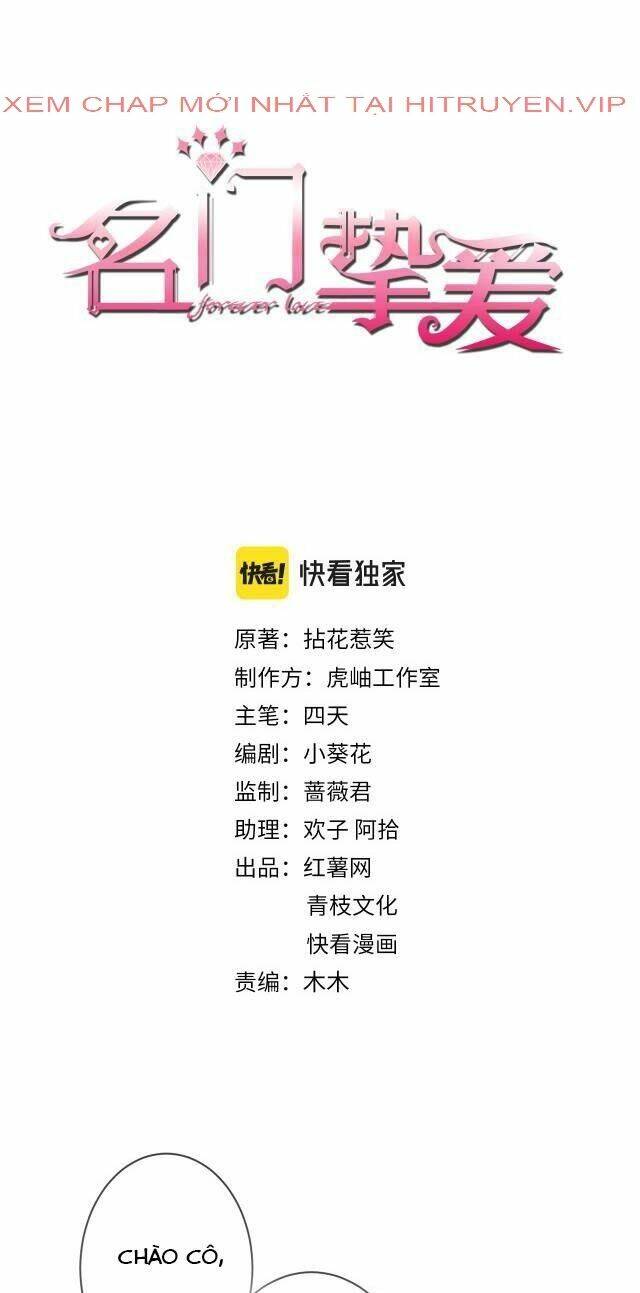 XEM CHAP MỚI NHẤT TẠI HITRUYEN.VIP
名门挚爱
forever love
快看! 快看独家
原著：拈花惹笑
制作方：虎岫工作室
主笔：四天
编剧：小葵花
监制：蔷薇君
助理：欢子 阿拾
出品：红薯网
青枝文化
快看漫画
责编：木木
CHÀO CÔ,